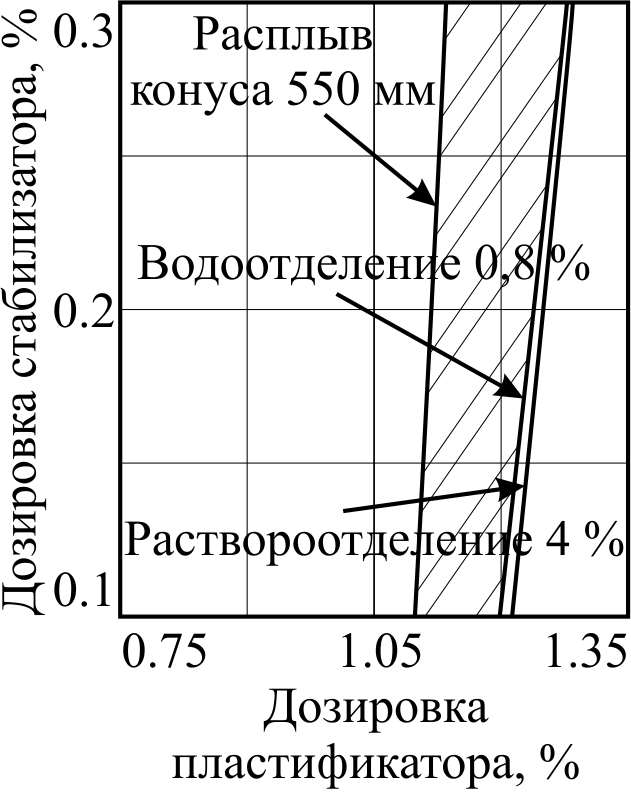 Дозировка стабилизатора, %
0.3
Расплыв
конуса 550 мм
Водоотделение 0,8 %
0.2
Раствороотделение 4 %
0.1
0.75 1.05 1.35
Дозировка
пластификатора, %